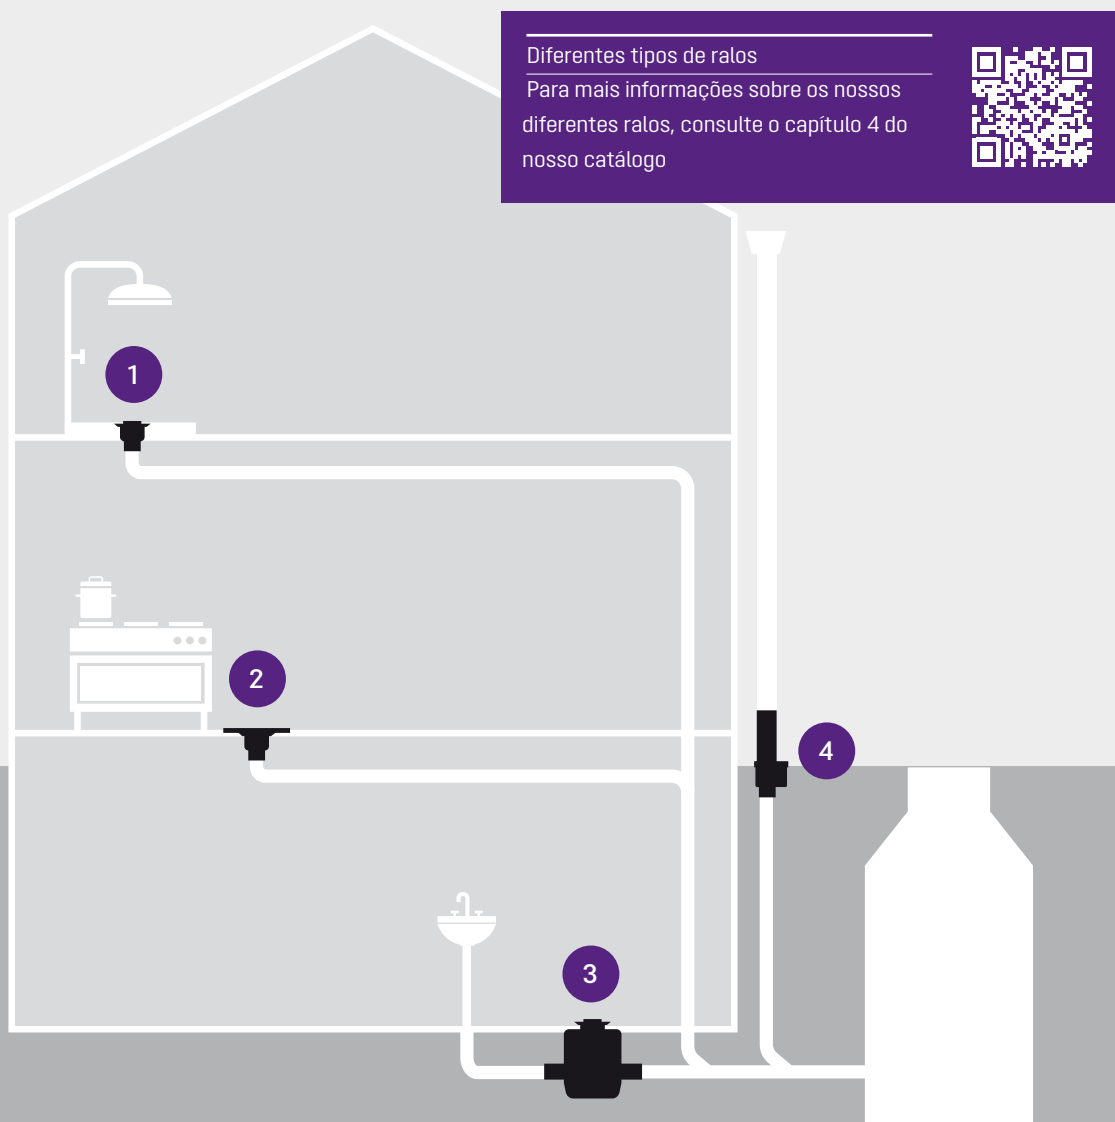 Diferentes tipos de ralos
Para mais informações sobre os nossos
diferentes ralos, consulte o capítulo 4 do
nosso catálogo
1
2
4
3